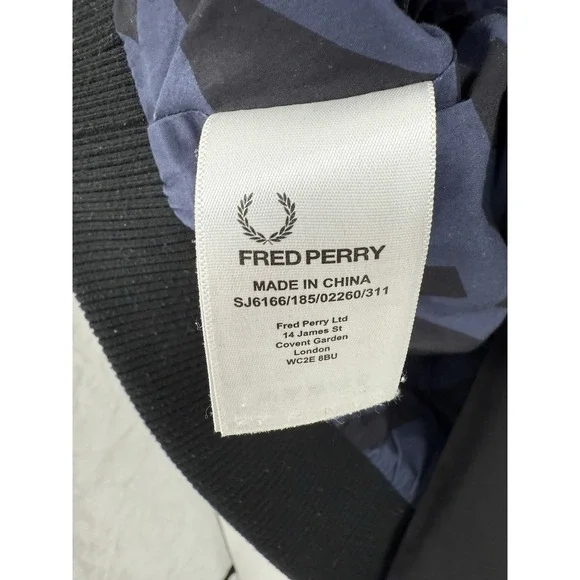 FRED PERRY
MADE IN CHINA
SJ6166/185/02260/311
Fred Perry Ltd
14 James St
Covent Garden
London
WC2E 8BU